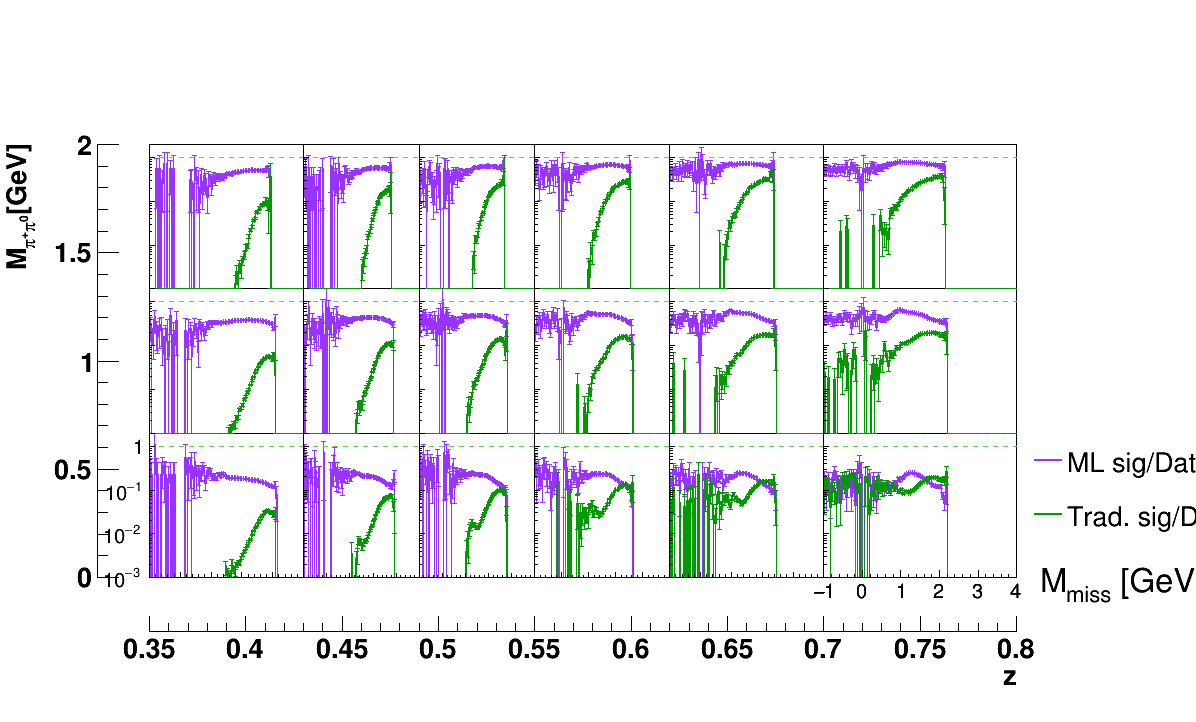 M_{π⁺π⁰}[GeV]
2
1.5
1
0.5
0
1
10⁻¹
10⁻²
10⁻³
ML sig/Dat
Trad. sig/D
−1 0 1 2 3 4
M_{miss} [GeV
0.35 0.4 0.45 0.5 0.55 0.6 0.65 0.7 0.75 0.8
z